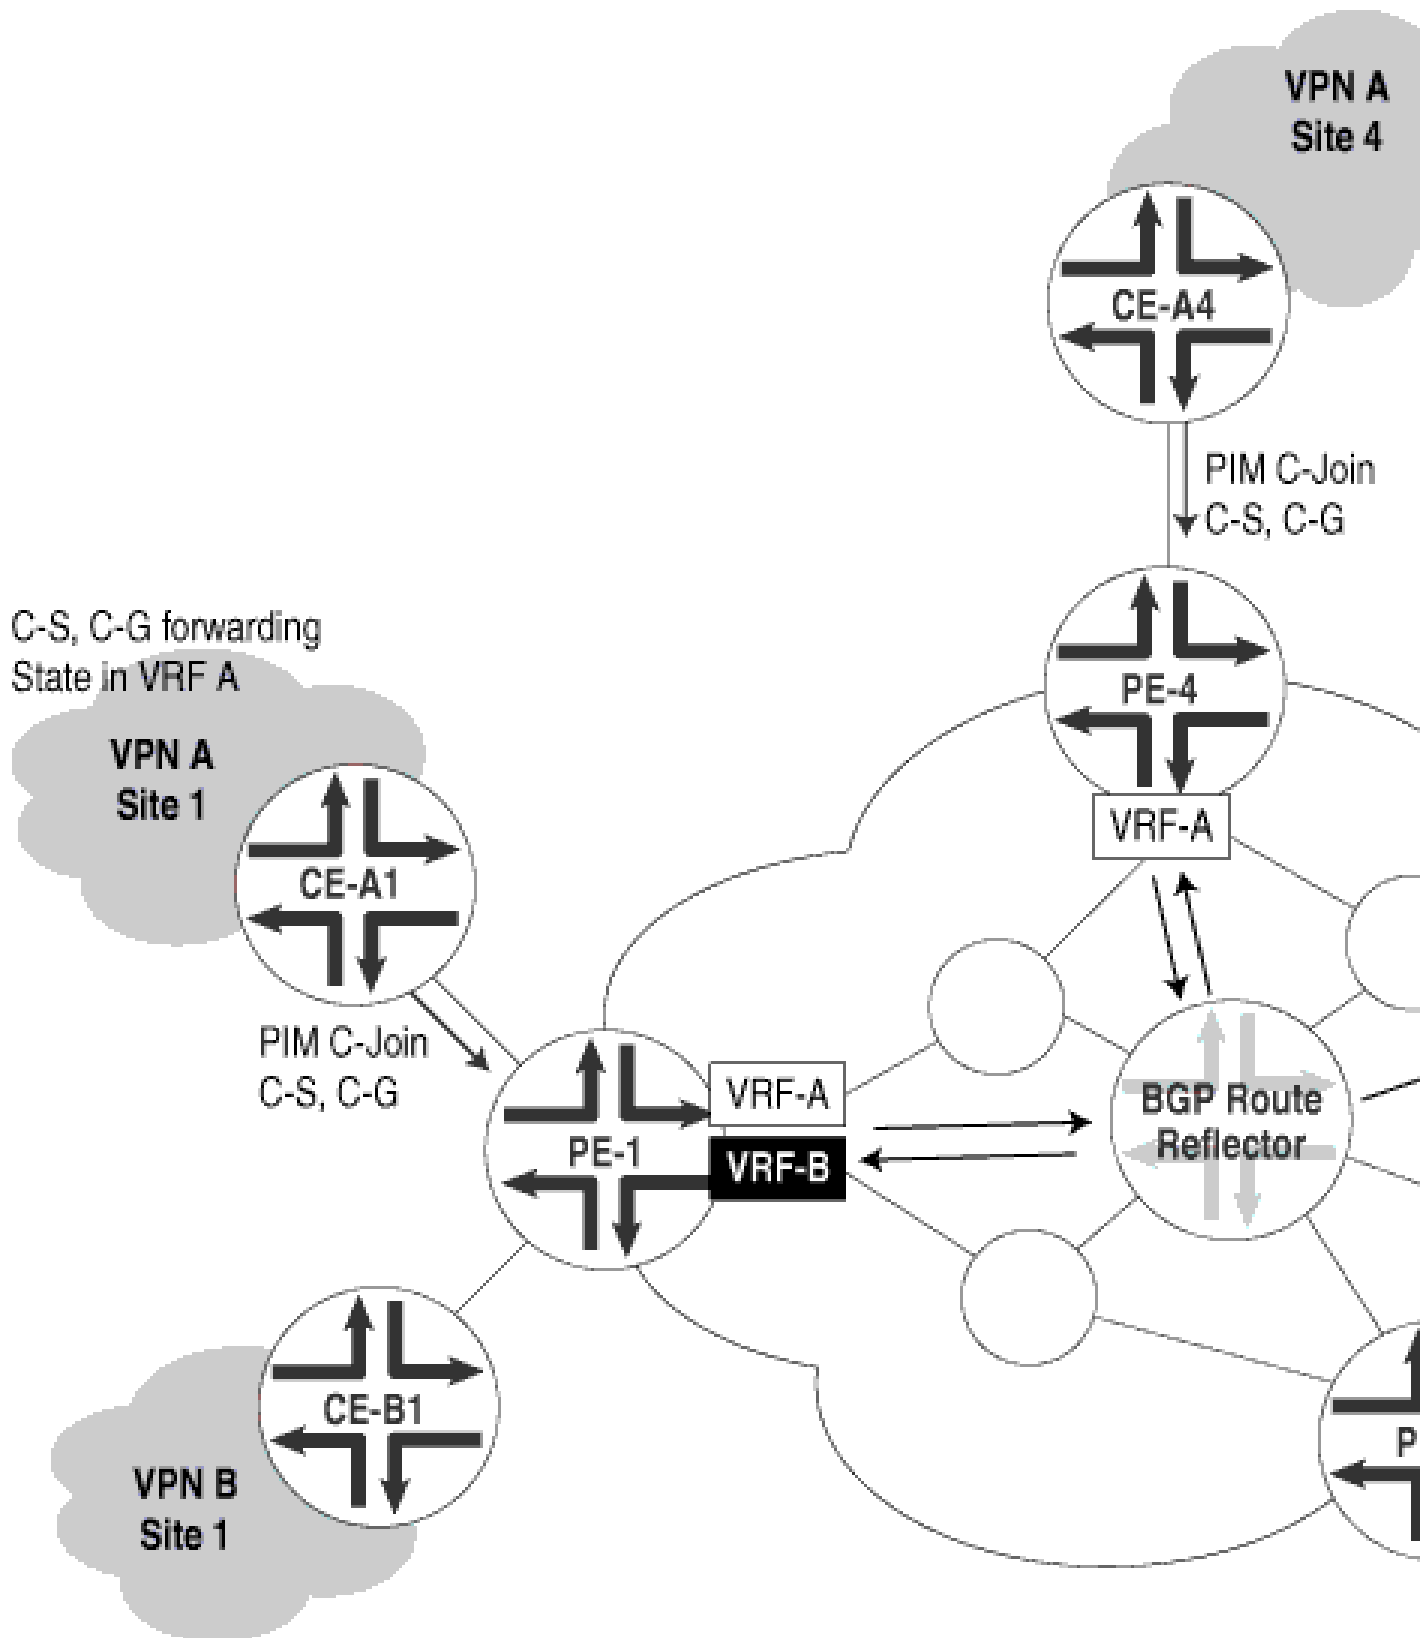 VPN A
Site 4
CE-A4
PIM C-Join
C-S, C-G
C-S, C-G forwarding
State in VRF A
PE-4
VPN A
Site 1
VRF-A
CE-A1
PIM C-Join
C-S, C-G
VRF-A
BGP Route
Reflector
PE-1
VRF-B
CE-B1
P
VPN B
Site 1